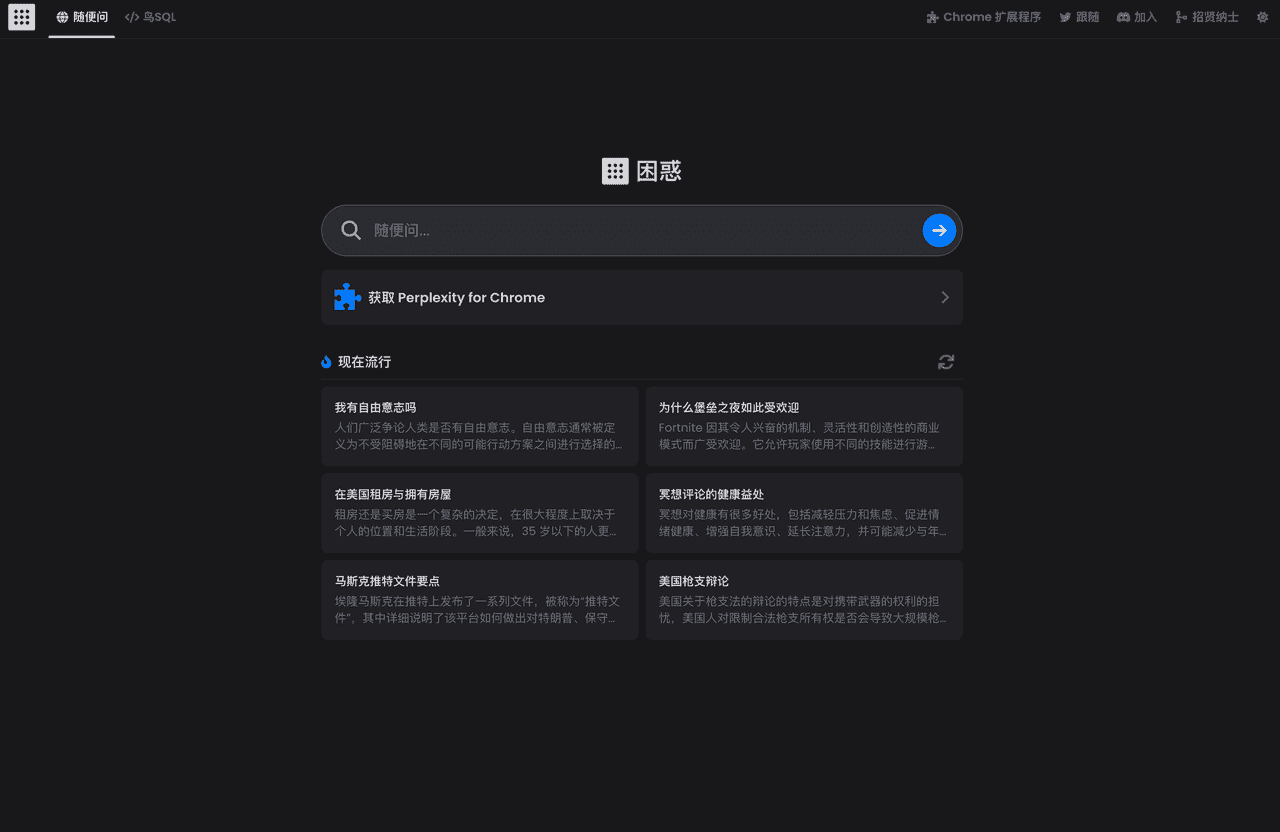 随便问
</> 鸟SQL
Chrome 扩展程序
跟随
加入
招贤纳士
困惑
随便问...
获取 Perplexity for Chrome
现在流行
我有自由意志吗
人们广泛争论人类是否有自由意志。自由意志通常被定
义为不受阻碍地在不同的可能行动方案之间进行选择的...
为什么堡垒之夜如此受欢迎
Fortnite 因其令人兴奋的机制、灵活性和创造性的商业
模式而广受欢迎。它允许玩家使用不同的技能进行游...
在美国租房与拥有房屋
租房还是买房是一个复杂的决定，在很大程度上取决于
个人的位置和生活阶段。一般来说，35 岁以下的人更...
冥想评论的健康益处
冥想对健康有很多好处，包括减轻压力和焦虑、促进情
绪健康、增强自我意识、延长注意力，并可能减少与年...
马斯克推特文件要点
埃隆马斯克在推特上发布了一系列文件，被称为“推特文
件”，其中详细说明了该平台如何做出对特朗普、保守...
美国枪支辩论
美国关于枪支法的辩论的特点是对携带武器的权利的担
忧，美国人对限制合法枪支所有权是否会导致大规模枪...